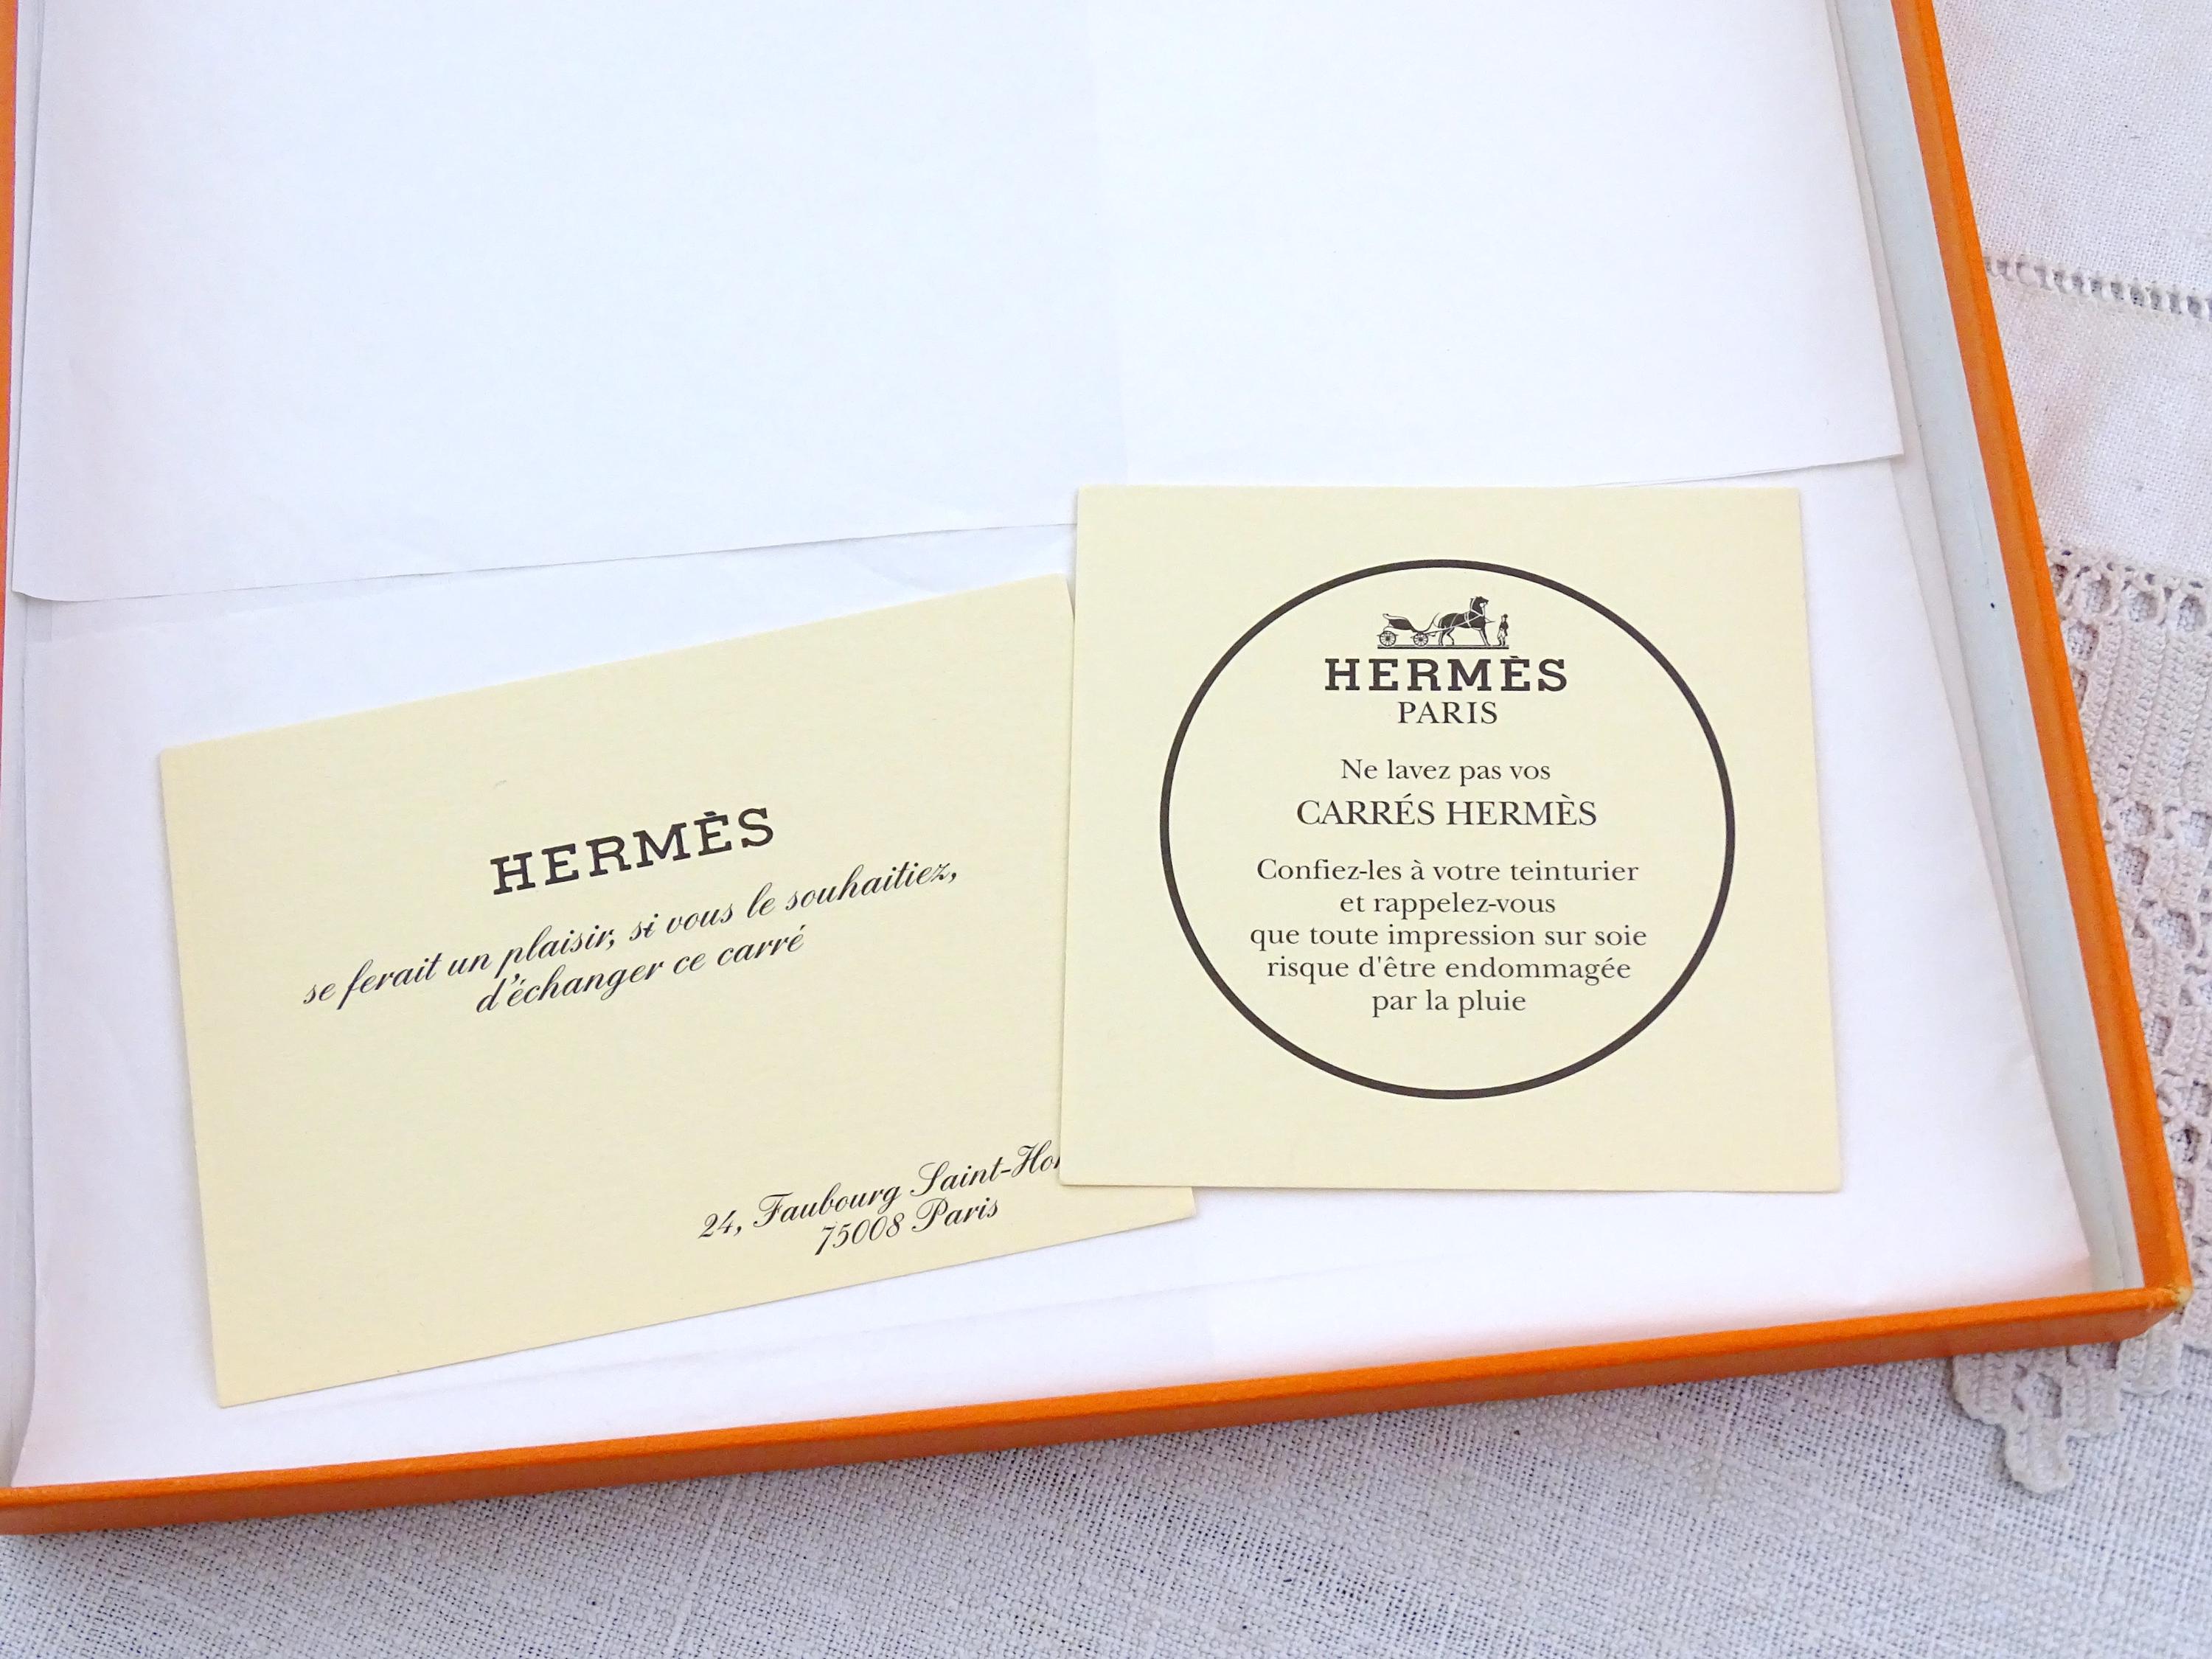 HERMÈS
se ferait un plaisir, si vous le souhaitiez,
d'échanger ce carré
24, Faubourg
75008 Paris
HERMÈS
PARIS
Ne lavez pas vos
CARRÉS HERMÈS
Confiez-les à votre teinturier
et rappelez-vous
que toute impression sur soie
risque d'être endommagée
par la pluie